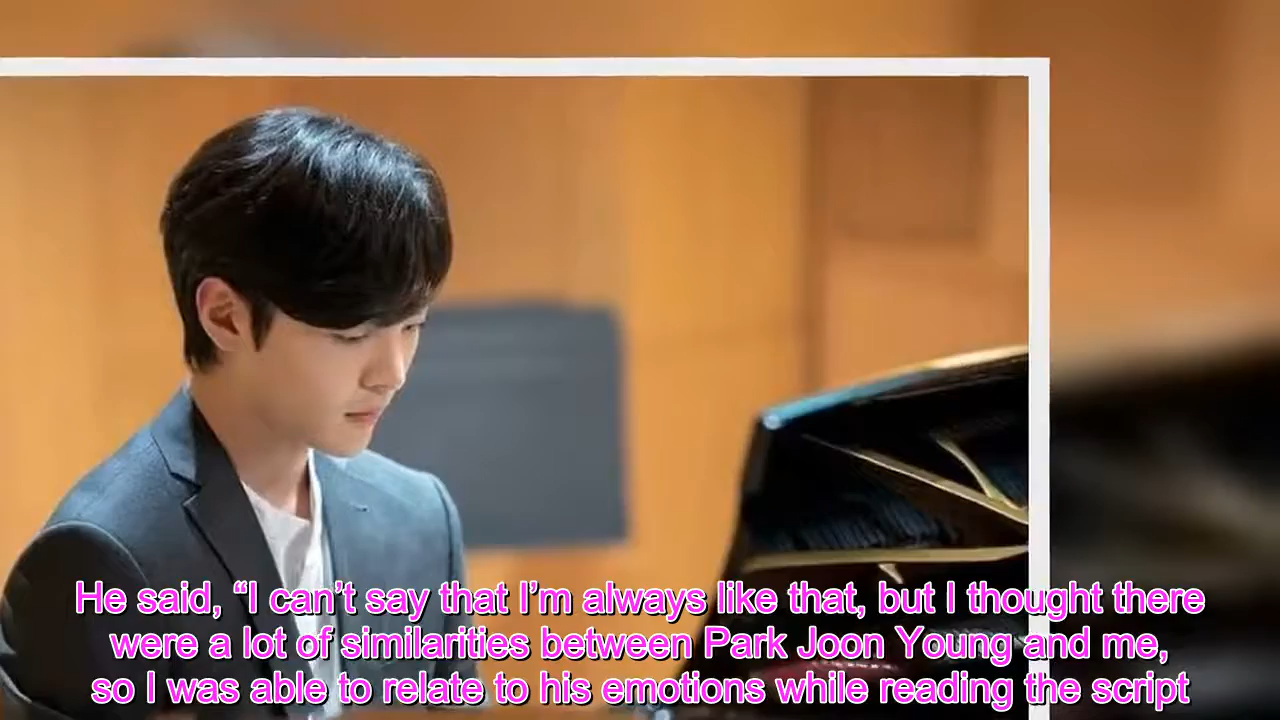 He said, “I can’t say that I’m always like that, but I thought there
were a lot of similarities between Park Joon Young and me,
so I was able to relate to his emotions while reading the script